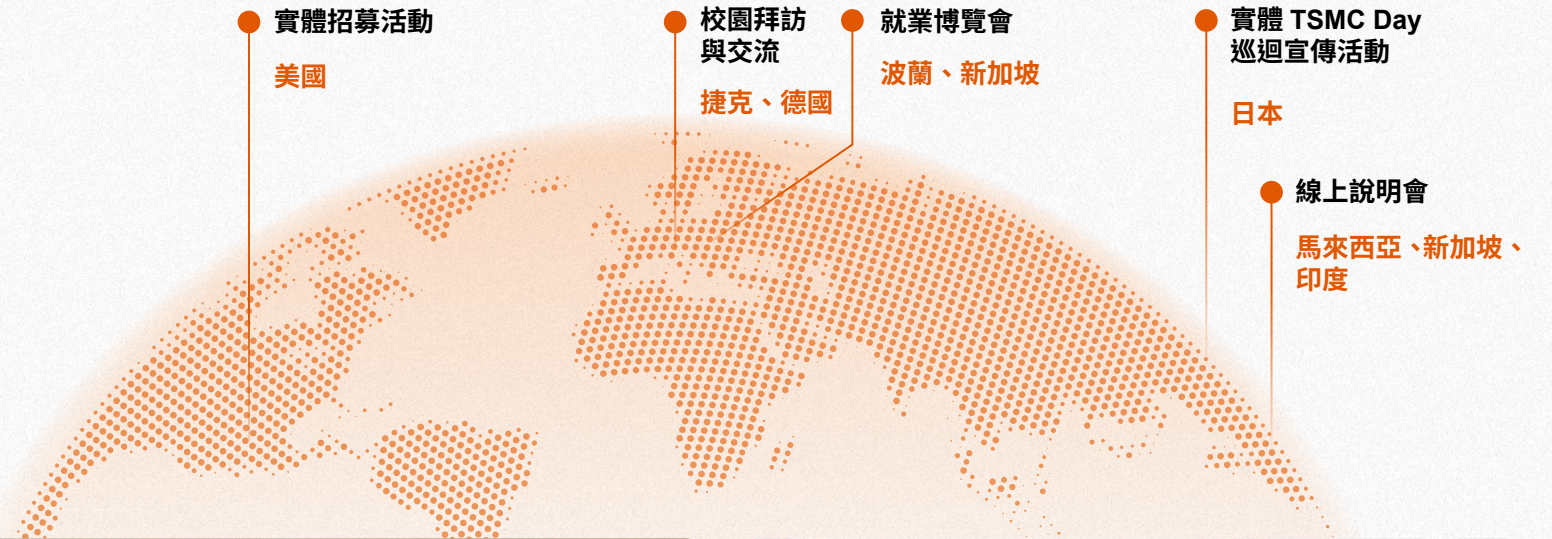 實體招募活動
美國
校園拜訪
與交流
捷克、德國
就業博覽會
波蘭、新加坡
實體 TSMC Day
巡迴宣傳活動
日本
線上說明會
馬來西亞、新加坡、
印度